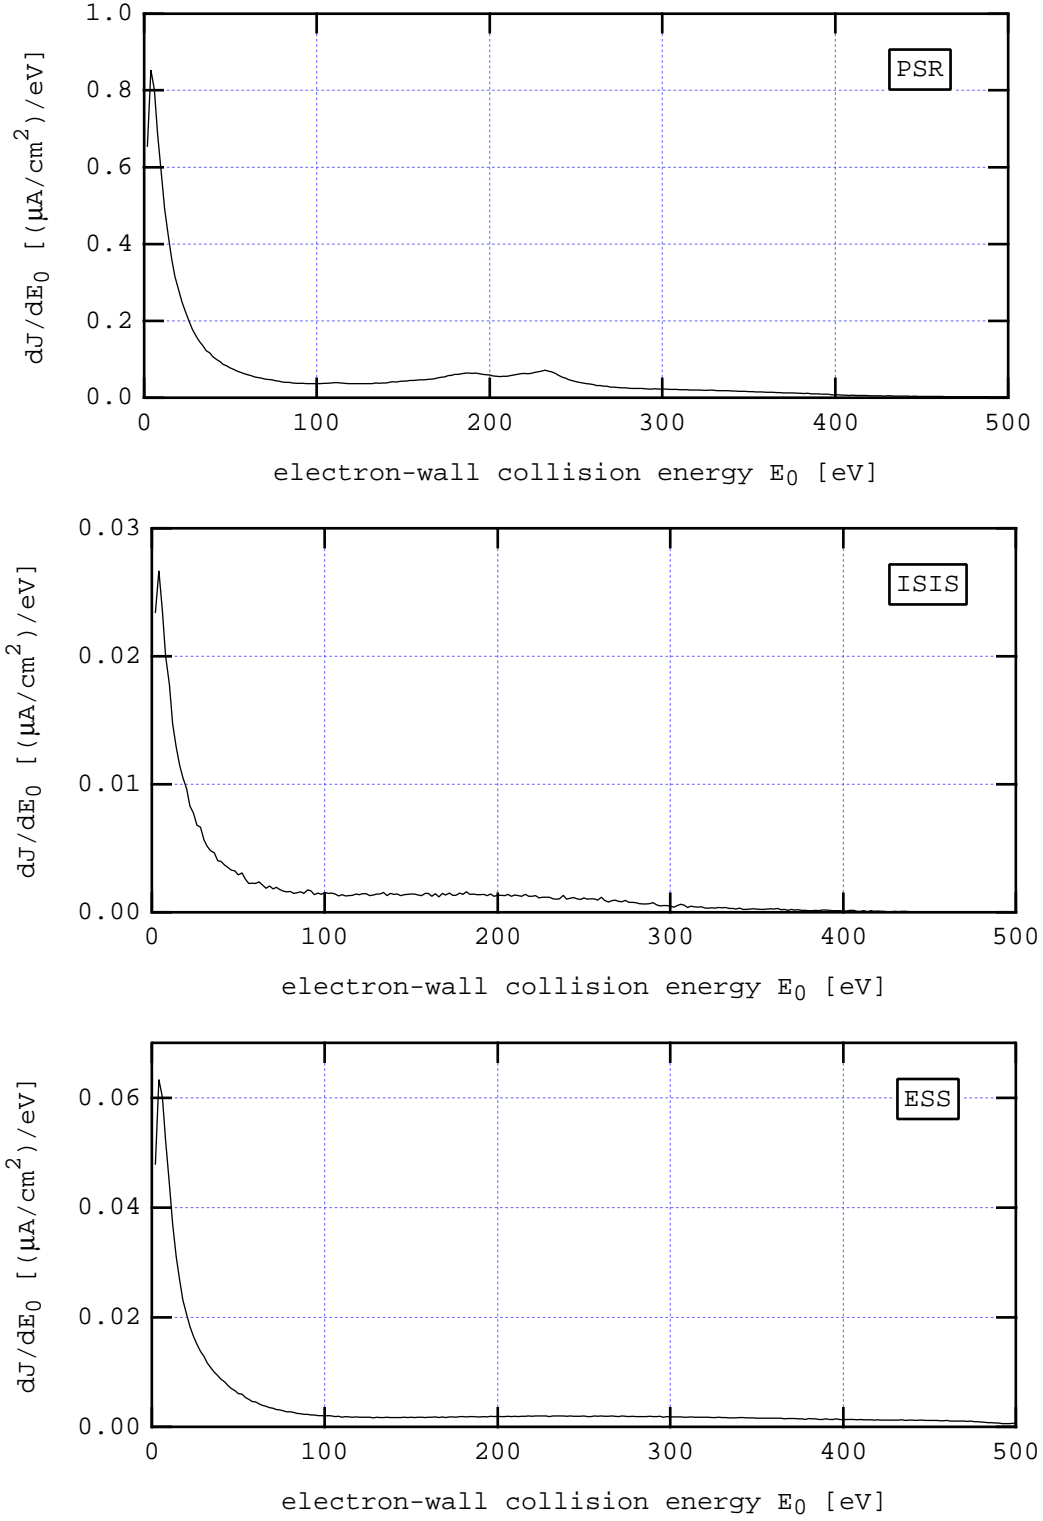 1.0
0.8
0.6
0.4
0.2
0.0
dJ/dE0 [(µA/cm2)/eV]
PSR
0 100 200 300 400 500
electron-wall collision energy E0 [eV]
0.03
0.02
0.01
0.00
dJ/dE0 [(µA/cm2)/eV]
ISIS
0 100 200 300 400 500
electron-wall collision energy E0 [eV]
0.06
0.04
0.02
0.00
dJ/dE0 [(µA/cm2)/eV]
ESS
0 100 200 300 400 500
electron-wall collision energy E0 [eV]